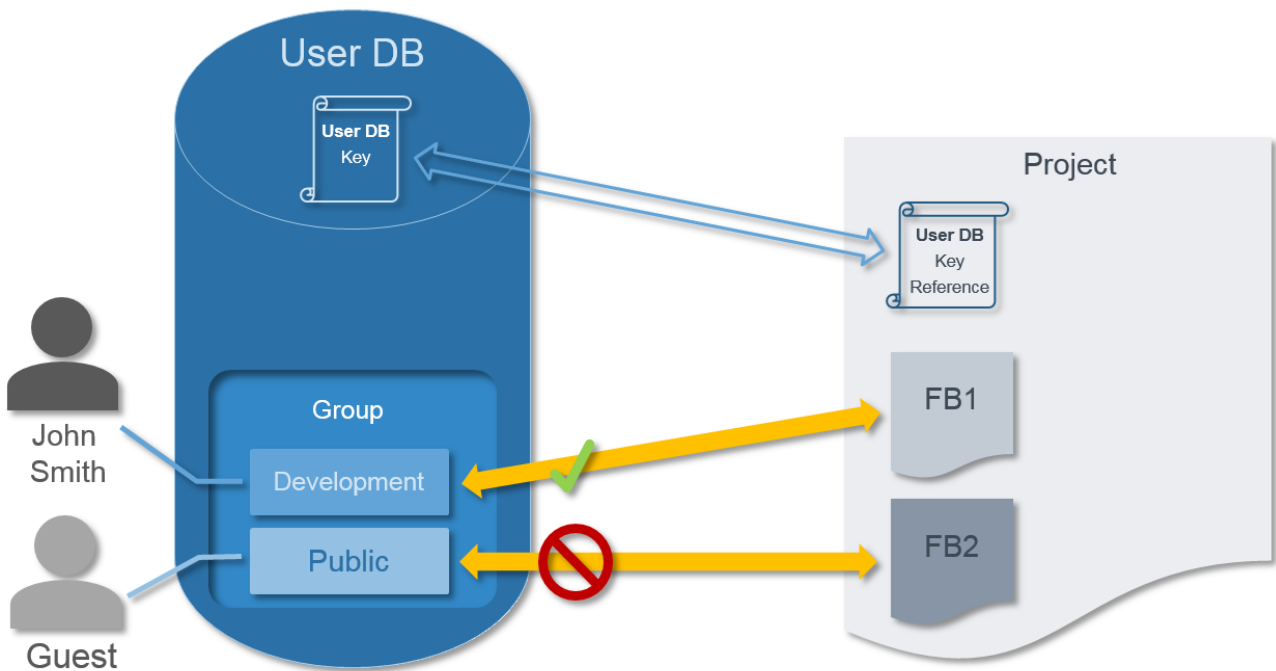 User DB
User DB
Key
Project
User DB
Key
Reference
John
Smith
Group
Development
FB1
Public
FB2
Guest